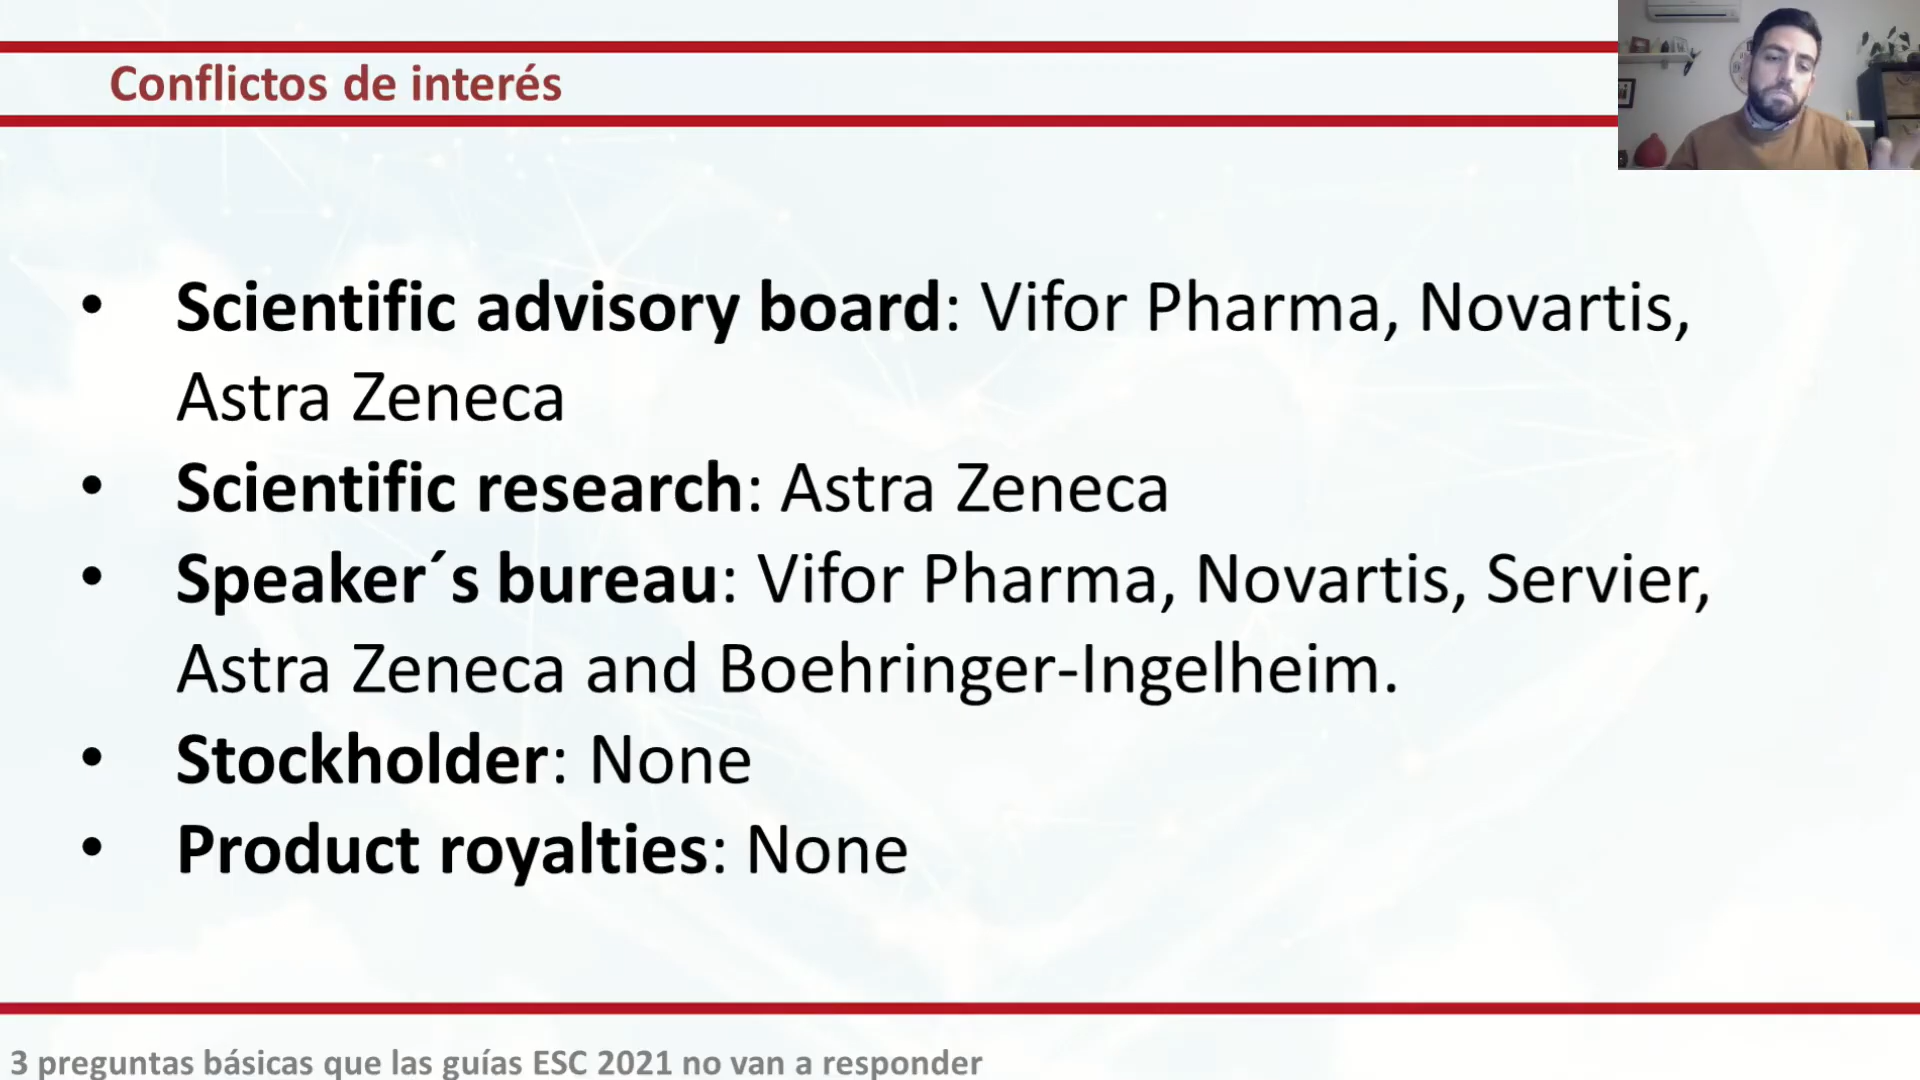 Conflictos de interés
• Scientific advisory board: Vifor Pharma, Novartis,
Astra Zeneca
• Scientific research: Astra Zeneca
• Speaker´s bureau: Vifor Pharma, Novartis, Servier,
Astra Zeneca and Boehringer-Ingelheim.
• Stockholder: None
• Product royalties: None
3 preguntas básicas que las guías ESC 2021 no van a responder